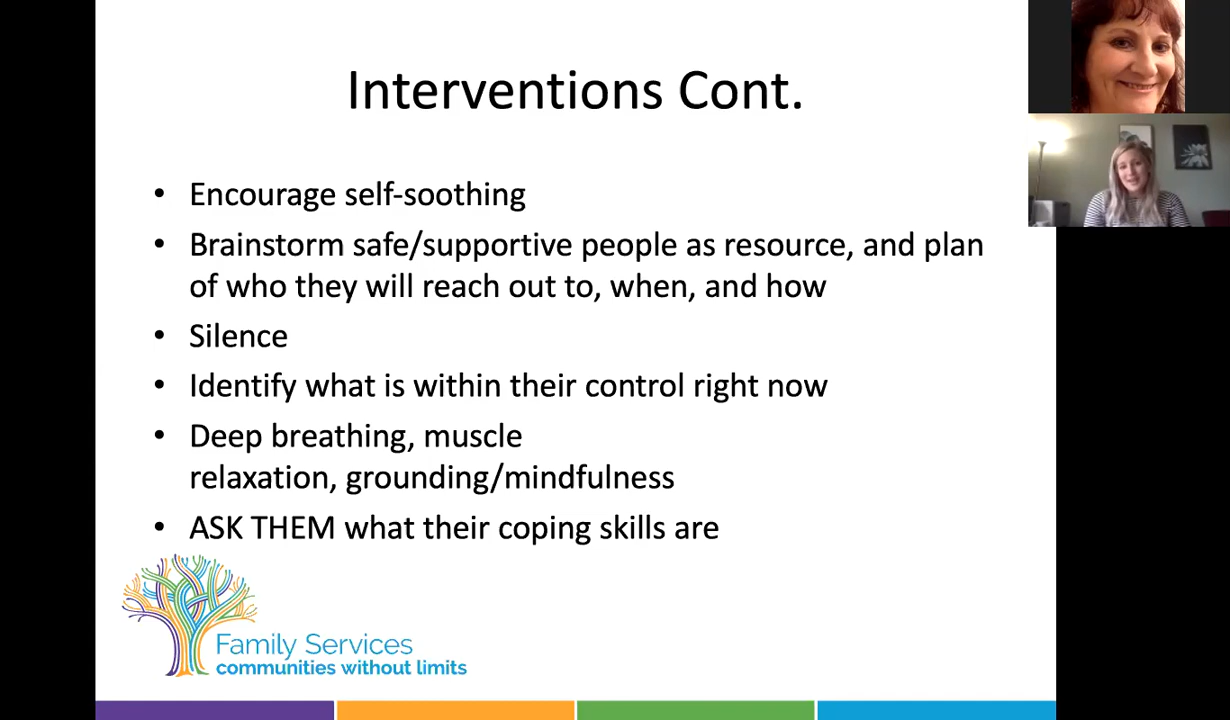 Interventions Cont.
• Encourage self-soothing
• Brainstorm safe/supportive people as resource, and plan
of who they will reach out to, when, and how
• Silence
• Identify what is within their control right now
• Deep breathing, muscle
relaxation, grounding/mindfulness
• ASK THEM what their coping skills are
Family Services
communities without limits